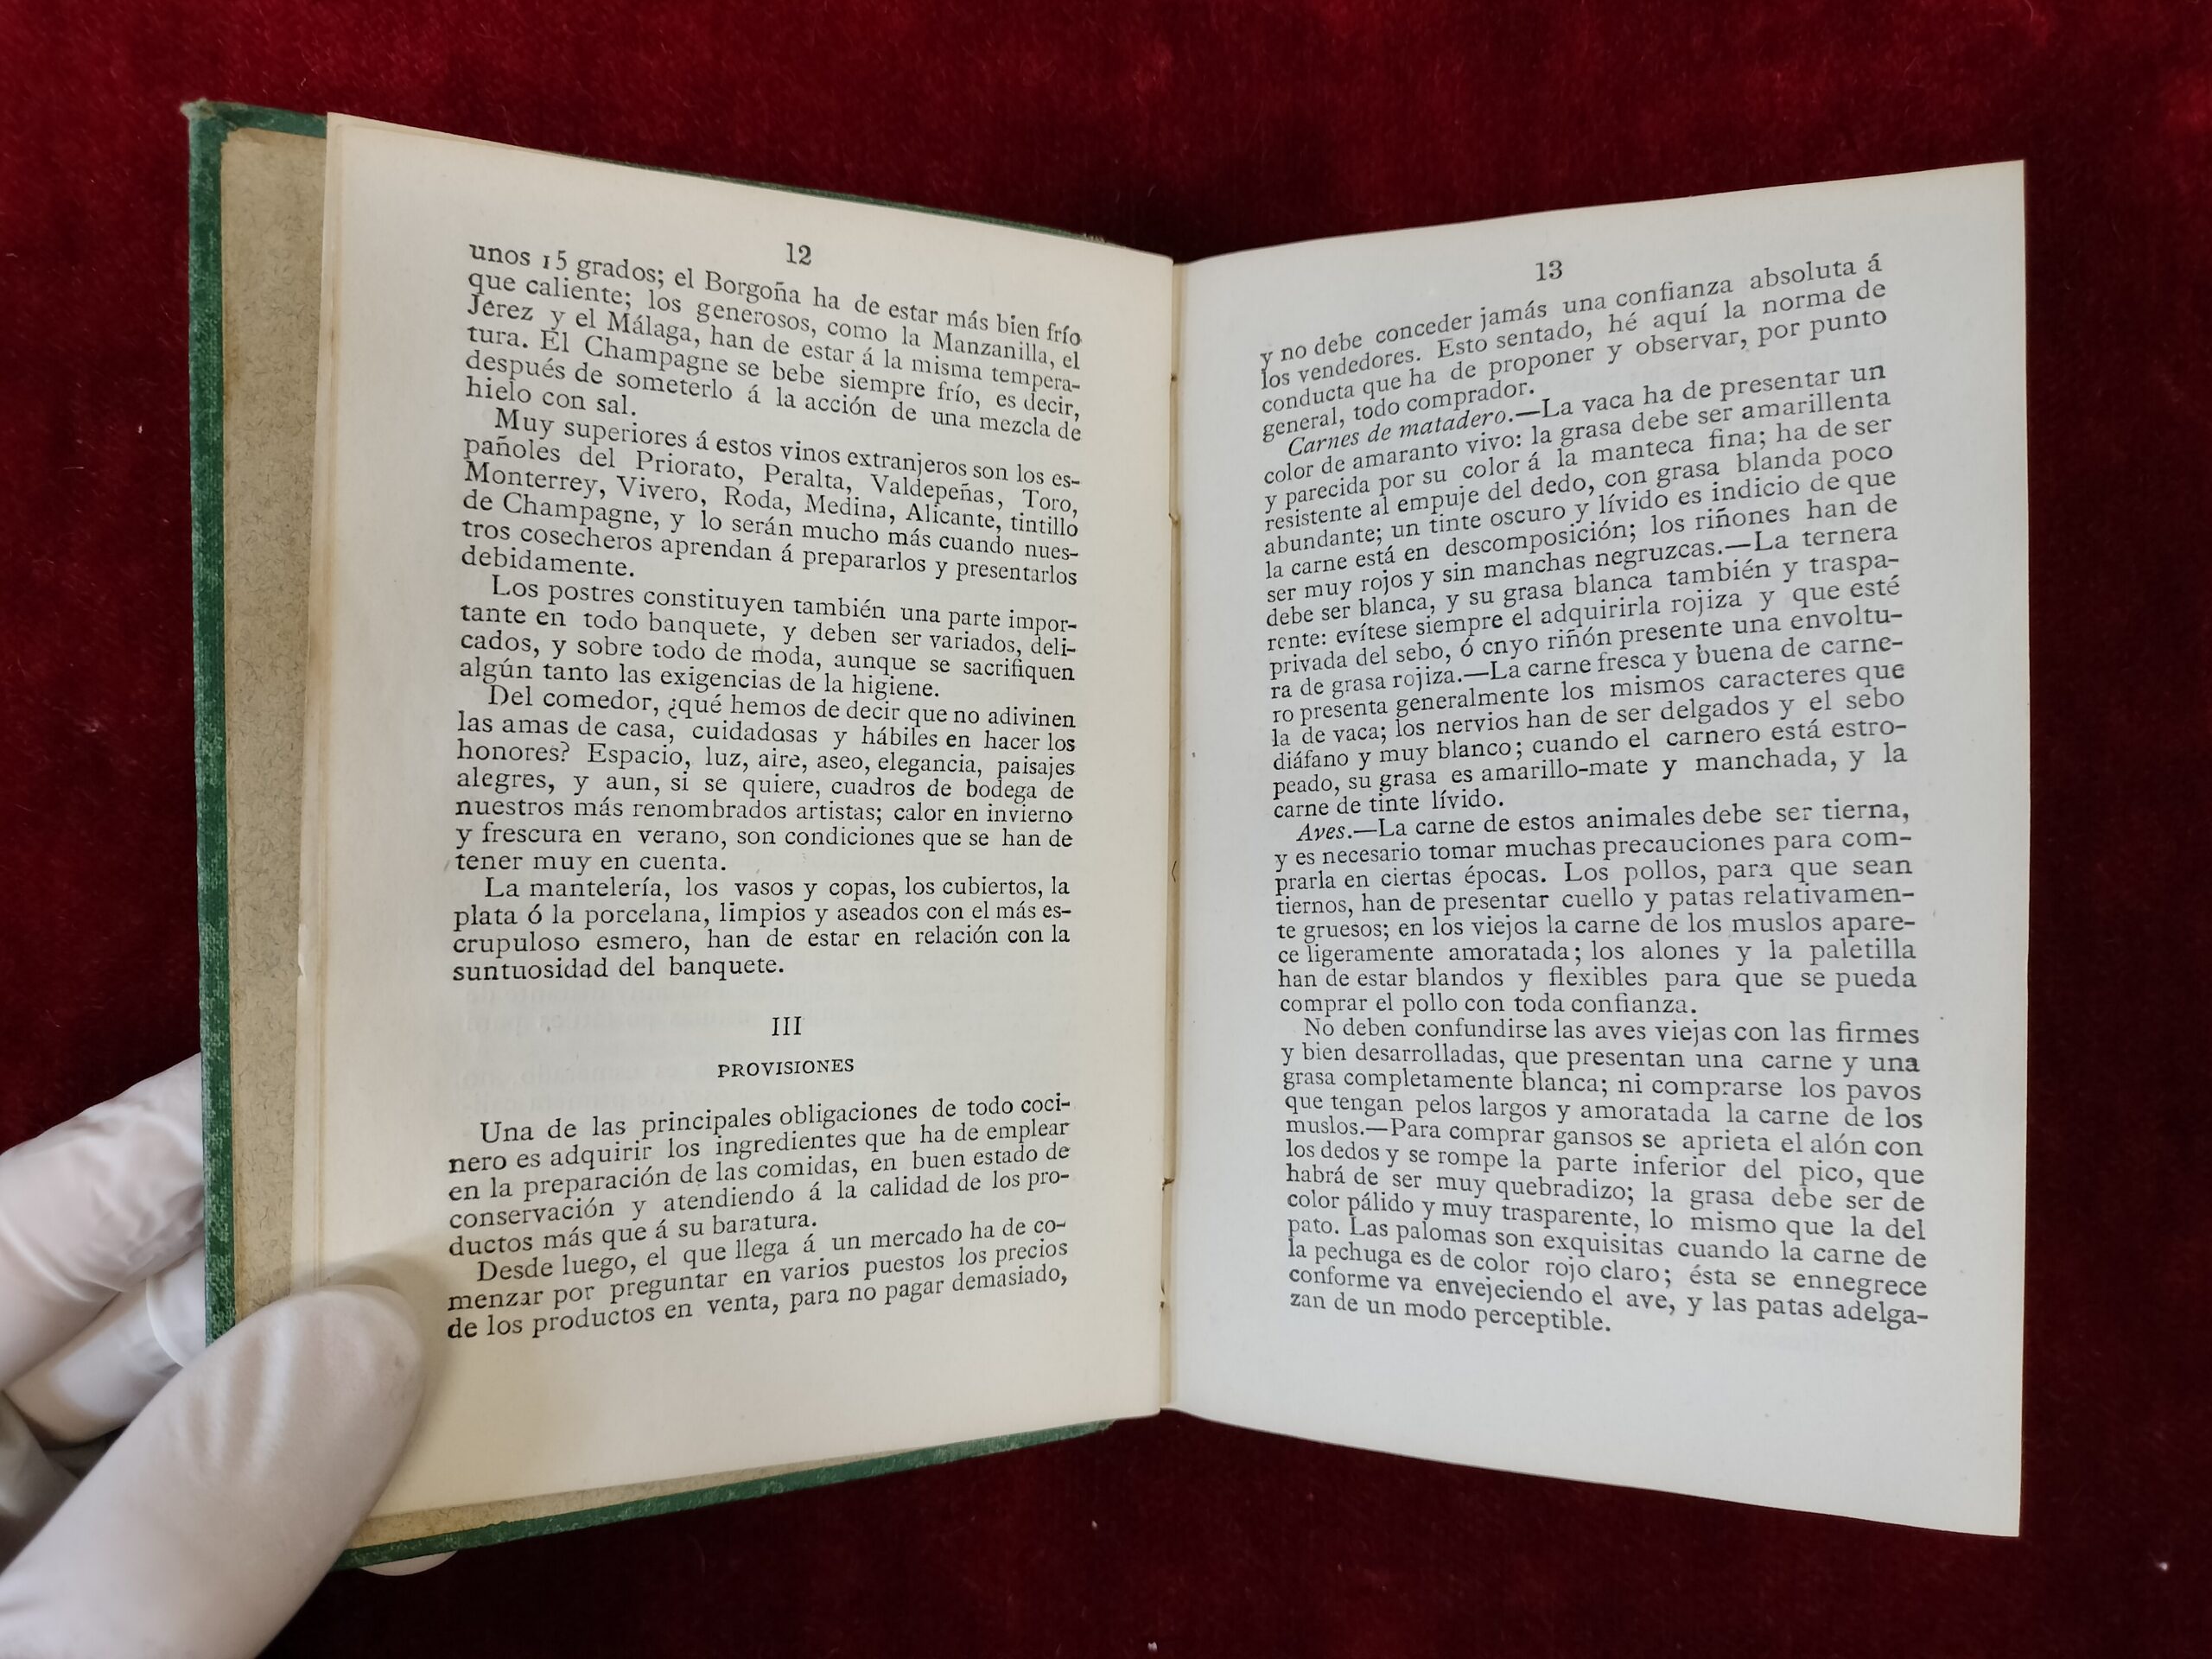 12
unos 15 grados; el Borgoña ha de estar más bien frío
que caliente; los generosos, como la Manzanilla, el
Jerez y el Málaga, han de estar á la misma tempera-
tura. El Champagne se bebe siempre frío, es decir,
después de someterlo á la acción de una mezcla de
hielo con sal.
Muy superiores á estos vinos extranjeros son los es-
pañoles del Priorato, Peralta, Valdepeñas, Toro,
Monterrey, Vivero, Roda, Medina, Alicante, tintillo
de Champagne, y lo serán mucho más cuando nues-
tros cosecheros aprendan á prepararlos y presentarlos
debidamente.
Los postres constituyen también una parte impor-
tante en todo banquete, y deben ser variados, deli-
cados, y sobre todo de moda, aunque se sacrifiquen
algún tanto las exigencias de la higiene.
Del comedor, ¿qué hemos de decir que no adivinen
las amas de casa, cuidadosas y hábiles en hacer los
honores? Espacio, luz, aire, aseo, elegancia, paisajes
alegres, y aun, si se quiere, cuadros de bodega de
nuestros más renombrados artistas; calor en invierno
y frescura en verano, son condiciones que se han de
tener muy en cuenta.
La mantelería, los vasos y copas, los cubiertos, la
plata ó la porcelana, limpios y aseados con el más es-
crupuloso esmero, han de estar en relación con la
suntuosidad del banquete.
III
PROVISIONES
Una de las principales obligaciones de todo coci-
nero es adquirir los ingredientes que ha de emplear
en la preparación de las comidas, en buen estado de
conservación y atendiendo á la calidad de los pro-
ductos más que á su baratura.
Desde luego, el que llega á un mercado ha de co-
menzar por preguntar en varios puestos los precios
de los productos en venta, para no pagar demasiado,
13
y no debe conceder jamás una confianza absoluta á
los vendedores. Esto sentado, hé aquí la norma de
conducta que ha de proponer y observar, por punto
general, todo comprador.
Carnes de matadero.—La vaca ha de presentar un
color de amaranto vivo: la grasa debe ser amarillenta
y parecida por su color á la manteca fina; ha de ser
resistente al empuje del dedo, con grasa blanda poco
abundante; un tinte oscuro y lívido es indicio de que
la carne está en descomposición; los riñones han de
ser muy rojos y sin manchas negruzcas.—La ternera
debe ser blanca, y su grasa blanca también y traspa-
rente: evítese siempre el adquirirla rojiza y que esté
privada del sebo, ó cnyo riñón presente una envoltu-
ra de grasa rojiza.—La carne fresca y buena de carne-
ro presenta generalmente los mismos caracteres que
la de vaca; los nervios han de ser delgados y el sebo
diáfano y muy blanco; cuando el carnero está estro-
peado, su grasa es amarillo-mate y manchada, y la
carne de tinte lívido.
Aves.—La carne de estos animales debe ser tierna,
y es necesario tomar muchas precauciones para com-
prarla en ciertas épocas. Los pollos, para que sean
tiernos, han de presentar cuello y patas relativamen-
te gruesos; en los viejos la carne de los muslos apare-
ce ligeramente amoratada; los alones y la paletilla
han de estar blandos y flexibles para que se pueda
comprar el pollo con toda confianza.
No deben confundirse las aves viejas con las firmes
y bien desarrolladas, que presentan una carne y una
grasa completamente blanca; ni comprarse los pavos
que tengan pelos largos y amoratada la carne de los
muslos.—Para comprar gansos se aprieta el alón con
los dedos y se rompe la parte inferior del pico, que
habrá de ser muy quebradizo; la grasa debe ser de
color pálido y muy trasparente, lo mismo que la del
pato. Las palomas son exquisitas cuando la carne de
la pechuga es de color rojo claro; ésta se ennegrece
conforme va envejeciendo el ave, y las patas adelga-
zan de un modo perceptible.